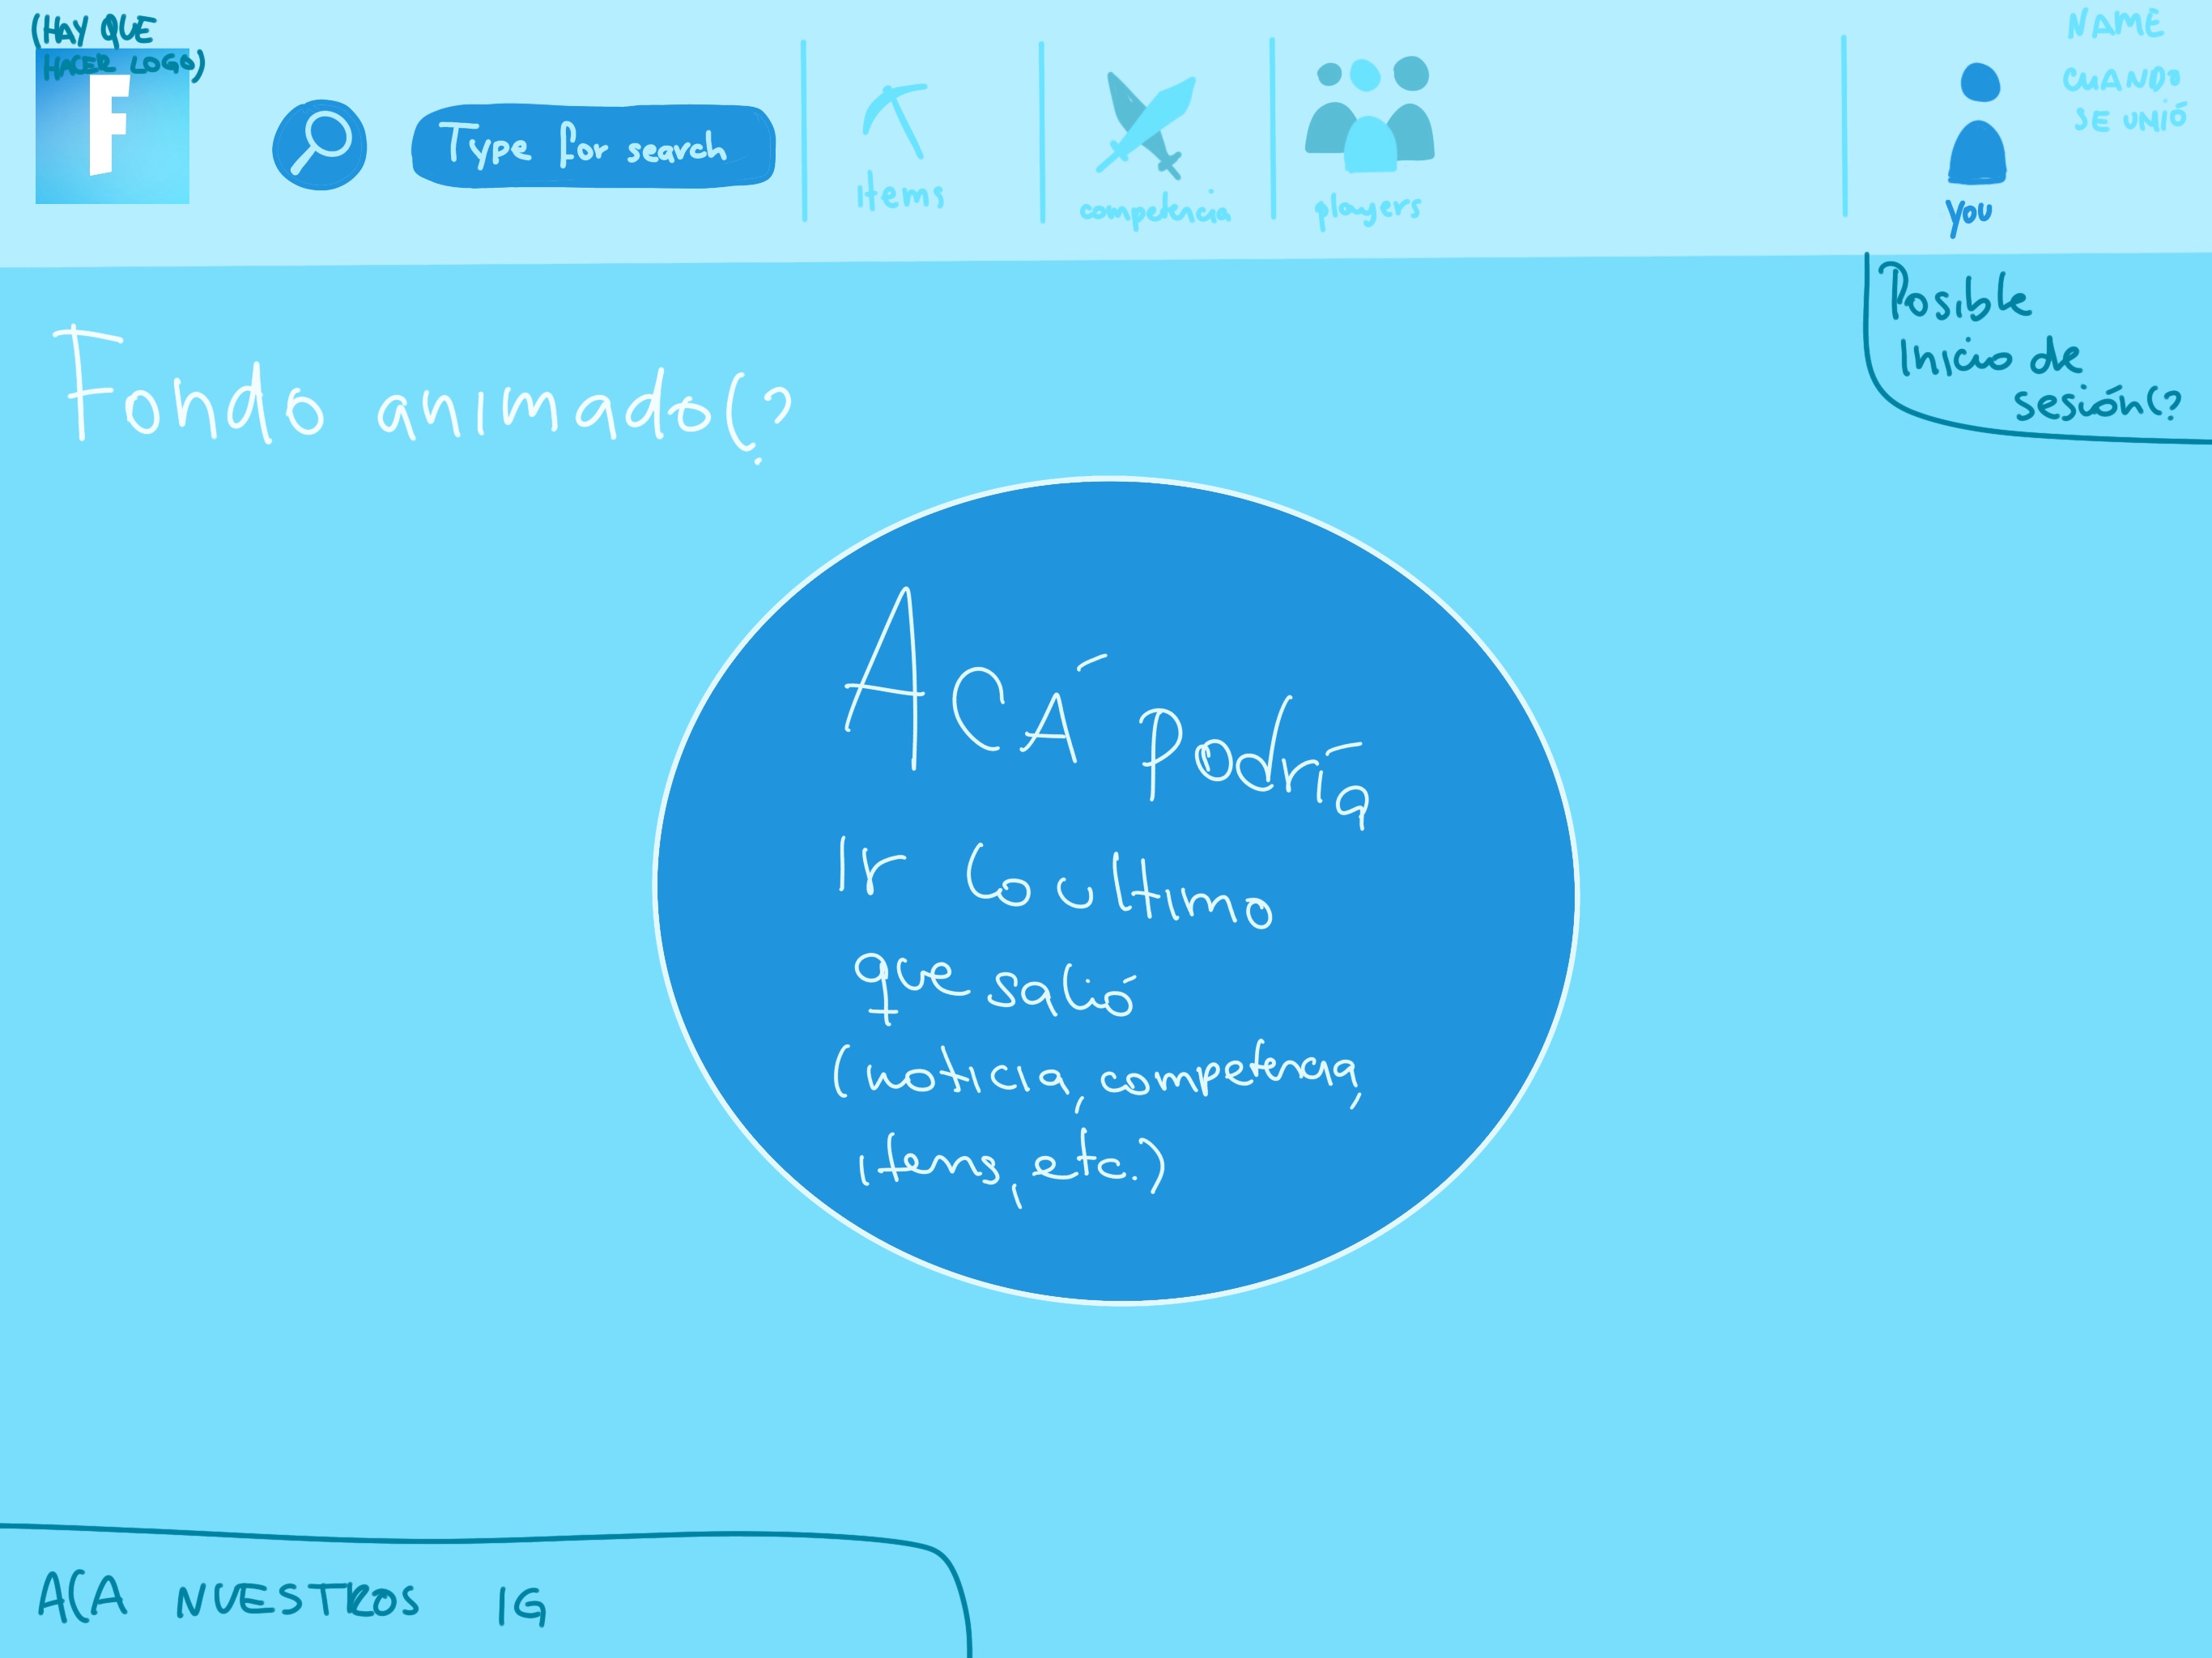 (HAY QUE
HACER LOGO)
F
Type for search
Items
competencia
players
you
NAME
CUANDO
SE UNIÓ
Posible
inicio de
sesión(?
Fondo animado(?
ACÁ podría
Ir lo ultimo
que salió
(noticia, competencia,
items, etc.)
ACA NUESTROS IG